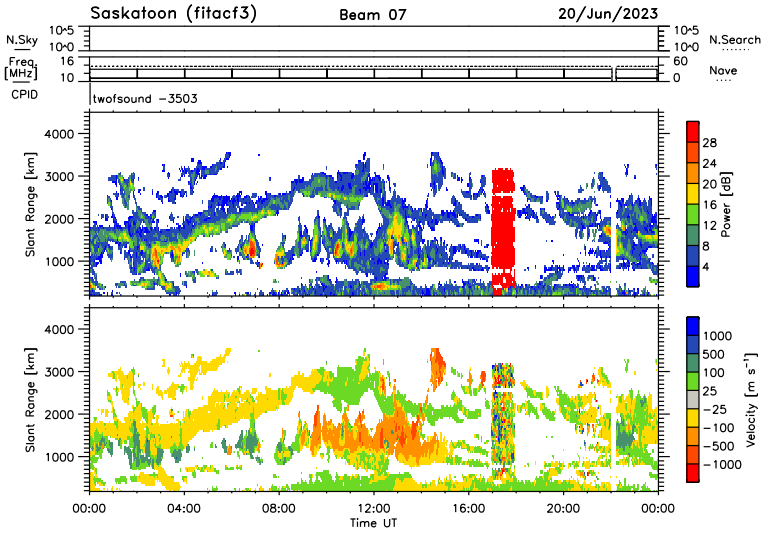 Saskatoon (fitacf3) Beam 07 20/Jun/2023
N.Sky 10^5 10^0 10^5 10^0 N.Search
Freq. [MHz] 16 10 60 0 Nave
CPID twofsound -3503
Slant Range [km] 4000 3000 2000 1000
28 24 20 16 12 8 4 Power [dB]
Slant Range [km] 4000 3000 2000 1000
1000 500 100 25 -25 -100 -500 -1000 Velocity [m s^-1]
00:00 04:00 08:00 12:00 16:00 20:00 00:00
Time UT